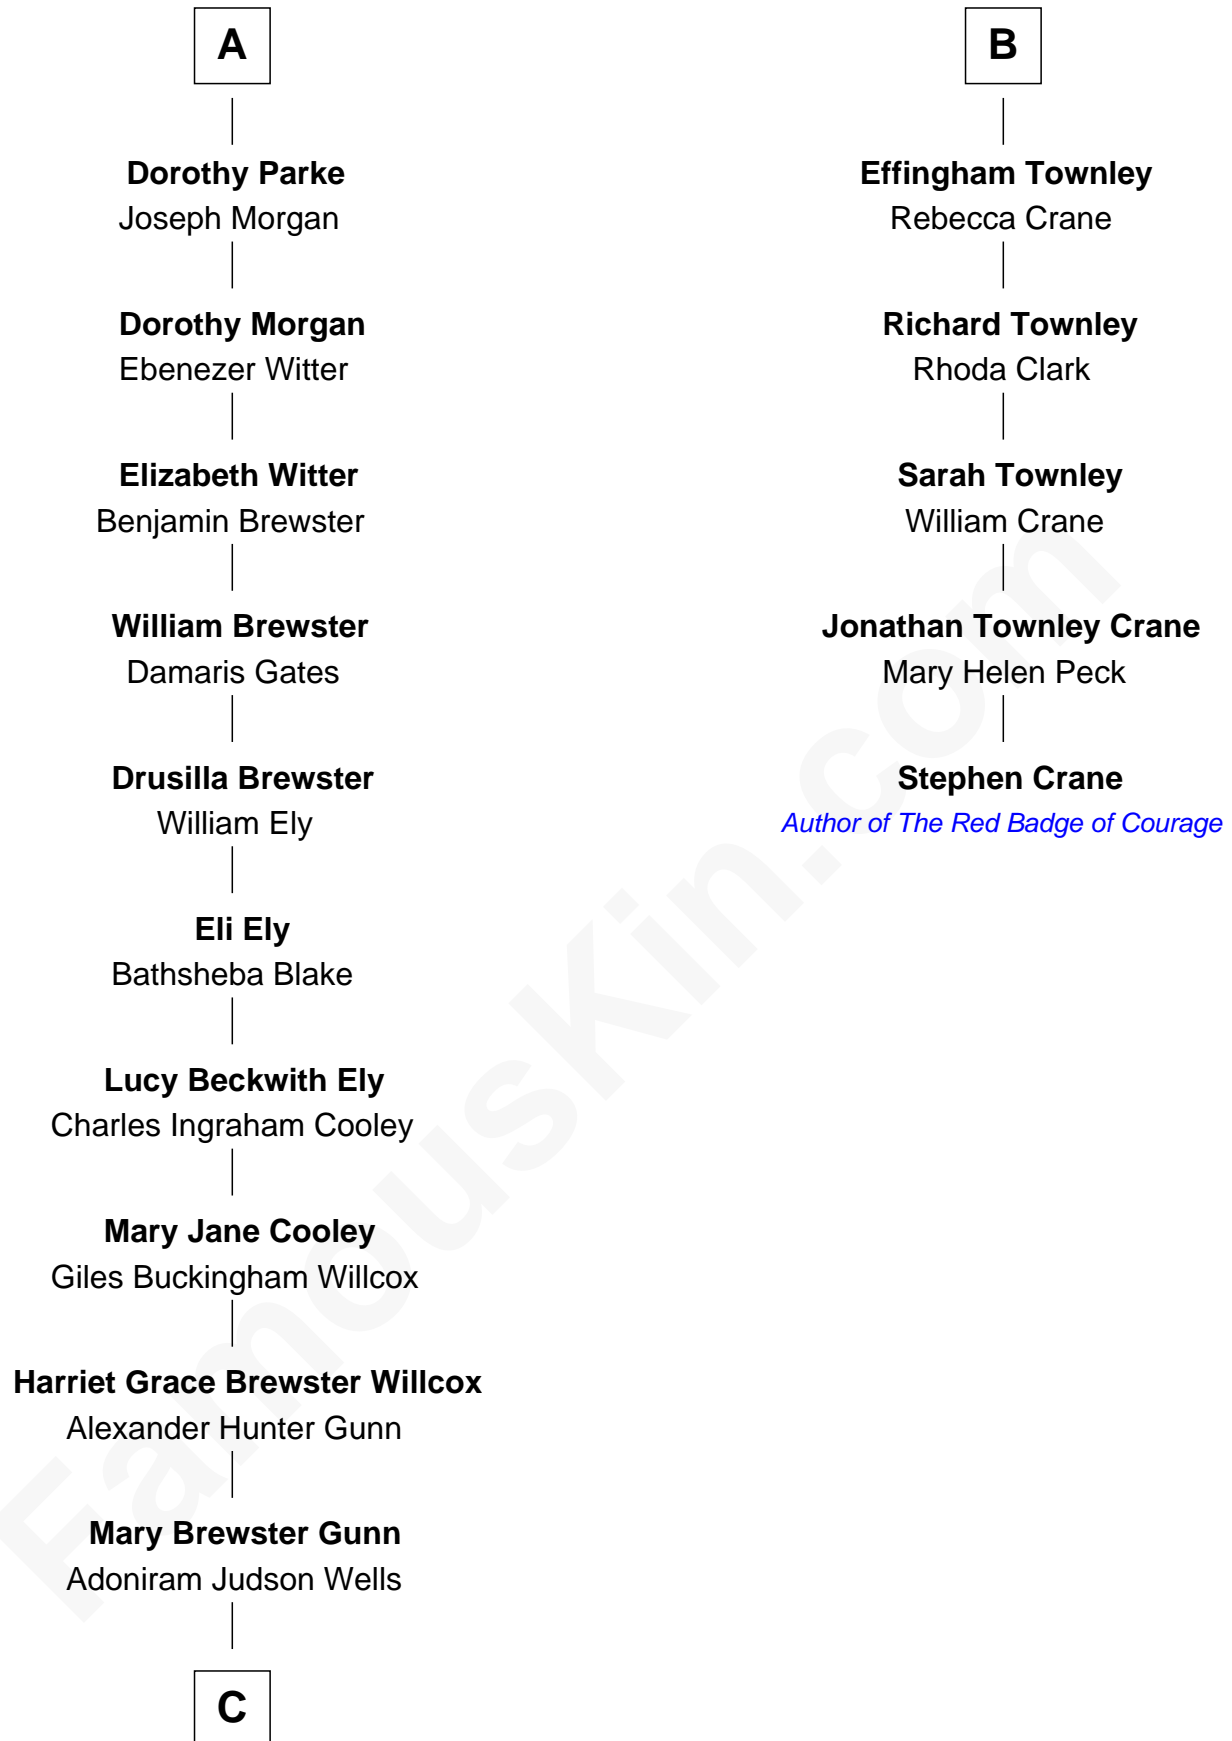 A
Dorothy Parke
Joseph Morgan
Dorothy Morgan
Ebenezer Witter
Elizabeth Witter
Benjamin Brewster
William Brewster
Damaris Gates
Drusilla Brewster
William Ely
Eli Ely
Bathsheba Blake
Lucy Beckwith Ely
Charles Ingraham Cooley
Mary Jane Cooley
Giles Buckingham Willcox
Harriet Grace Brewster Willcox
Alexander Hunter Gunn
Mary Brewster Gunn
Adoniram Judson Wells
C
B
Effingham Townley
Rebecca Crane
Richard Townley
Rhoda Clark
Sarah Townley
William Crane
Jonathan Townley Crane
Mary Helen Peck
Stephen Crane
Author of The Red Badge of Courage
FamousKin.com